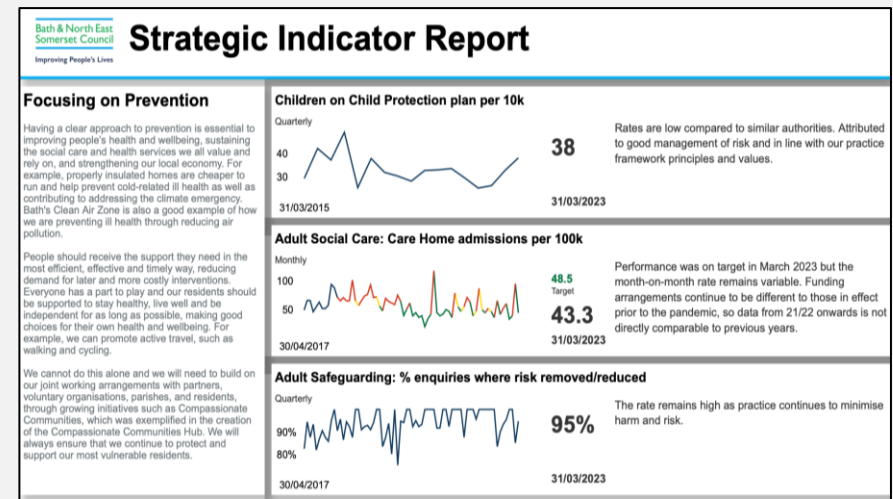 Bath & North East
Somerset Council
Improving People's Lives
Strategic Indicator Report
Focusing on Prevention
Having a clear approach to prevention is essential to
improving people's health and wellbeing, sustaining
the social care and health services we all value and
rely on, and strengthening our local economy. For
example, properly insulated homes are cheaper to
run and help prevent cold-related ill health as well as
contributing to addressing the climate emergency.
Bath's Clean Air Zone is also a good example of how
we are preventing ill health through reducing air
pollution.
People should receive the support they need in the
most efficient, effective and timely way, reducing
demand for later and more costly interventions.
Everyone has a part to play and our residents should
be supported to stay healthy, live well and be
independent for as long as possible, making good
choices for their own health and wellbeing. For
example, we can promote active travel, such as
walking and cycling.
We cannot do this alone and we will need to build on
our joint working arrangements with partners,
voluntary organisations, parishes, and residents,
through growing initiatives such as Compassionate
Communities, which was exemplified in the creation
of the Compassionate Communities Hub. We will
always ensure that we continue to protect and
support our most vulnerable residents.
Children on Child Protection plan per 10k
Quarterly
40
30
31/03/2015
38
31/03/2023
Rates are low compared to similar authorities. Attributed
to good management of risk and in line with our practice
framework principles and values.
Adult Social Care: Care Home admissions per 100k
Monthly
100
50
30/04/2017
48.5
Target
43.3
31/03/2023
Performance was on target in March 2023 but the
month-on-month rate remains variable. Funding
arrangements continue to be different to those in effect
prior to the pandemic, so data from 21/22 onwards is not
directly comparable to previous years.
Adult Safeguarding: % enquiries where risk removed/reduced
Quarterly
90%
80%
30/04/2017
95%
31/03/2023
The rate remains high as practice continues to minimise
harm and risk.